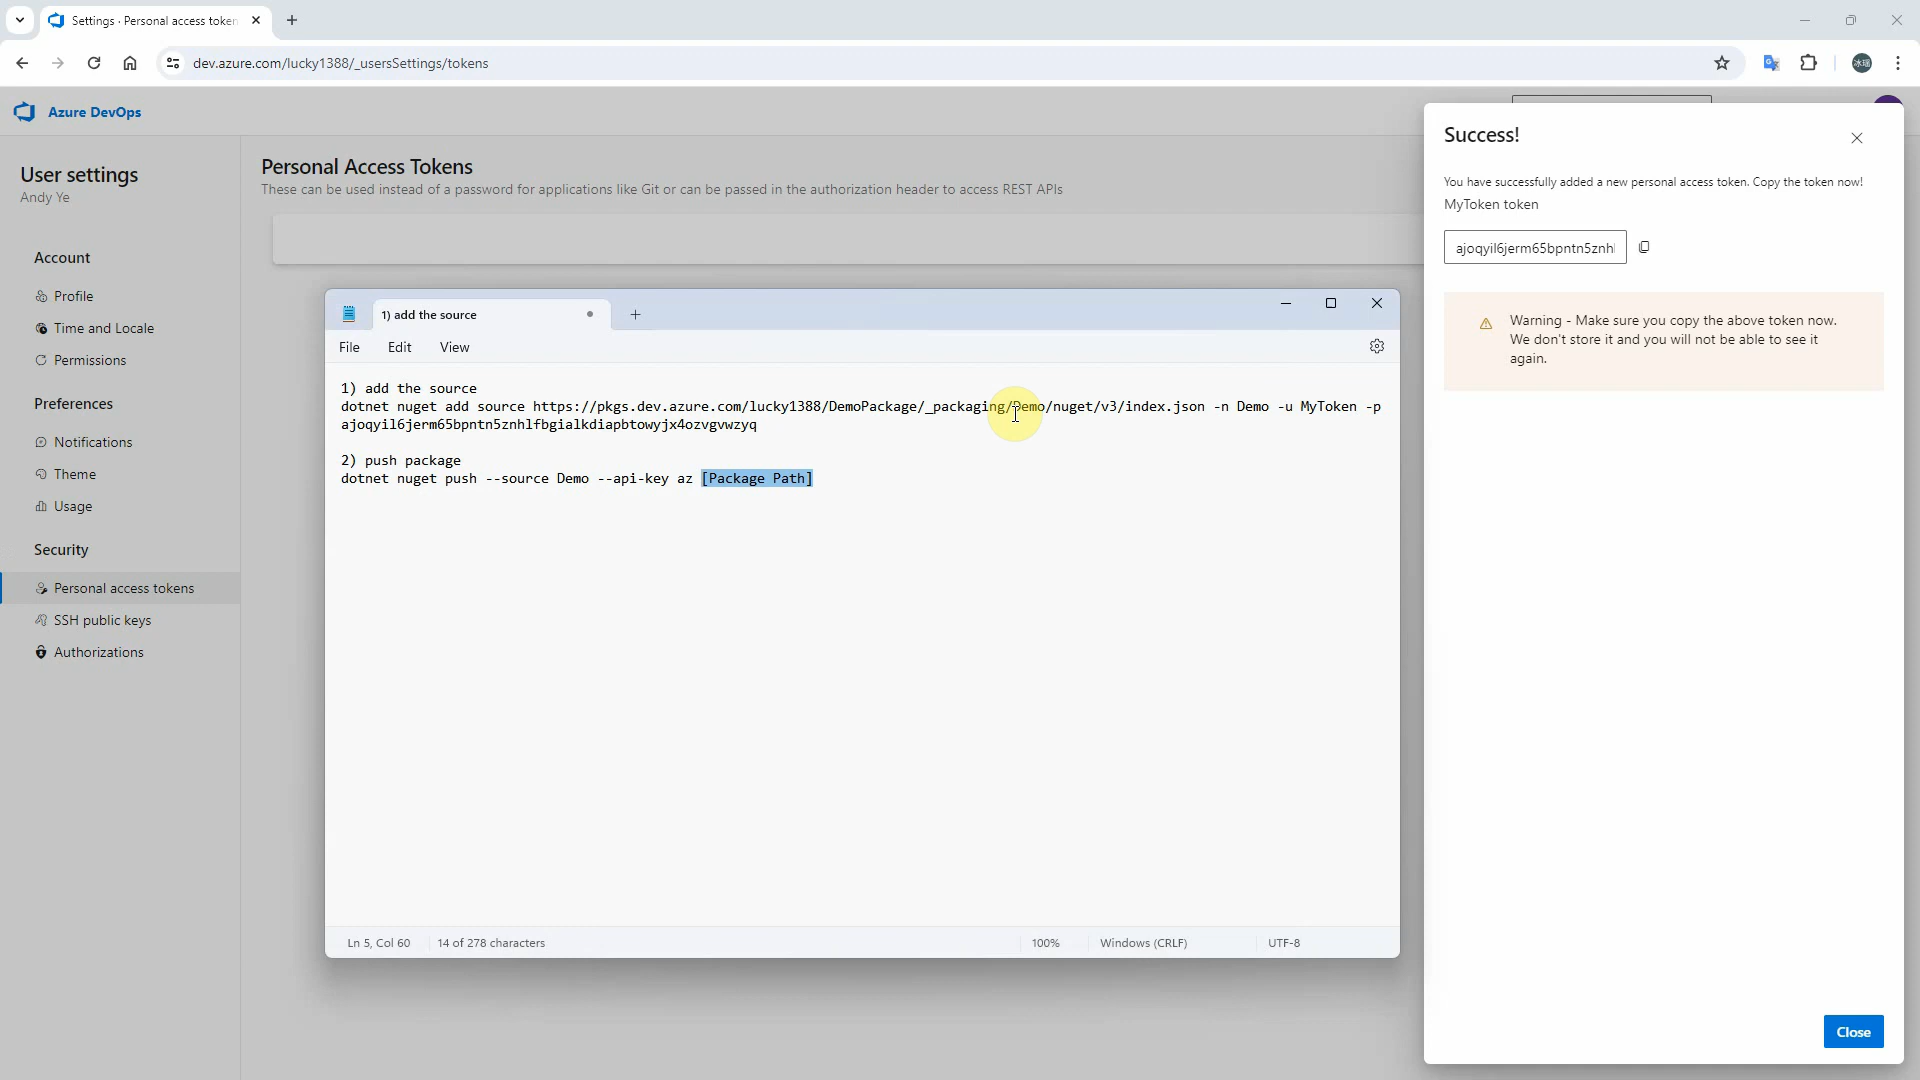 Settings · Personal access token
dev.azure.com/lucky1388/_usersSettings/tokens
Azure DevOps
User settings
Andy Ye
Account
Profile
Time and Locale
Permissions
Preferences
Notifications
Theme
Usage
Security
Personal access tokens
SSH public keys
Authorizations
Personal Access Tokens
These can be used instead of a password for applications like Git or can be passed in the authorization header to access REST APIs
1) add the source
File Edit View
1) add the source
dotnet nuget add source https://pkgs.dev.azure.com/lucky1388/DemoPackage/_packaging/Demo/nuget/v3/index.json -n Demo -u MyToken -p
ajoqyil6jerm65bpntn5znhlfbgialkdiapbtowyjx4ozvgvwzyq
2) push package
dotnet nuget push --source Demo --api-key az [Package Path]
Ln 5, Col 60 14 of 278 characters 100% Windows (CRLF) UTF-8
Success!
You have successfully added a new personal access token. Copy the token now!
MyToken token
ajoqyil6jerm65bpntn5znhl
Warning - Make sure you copy the above token now.
We don't store it and you will not be able to see it
again.
Close